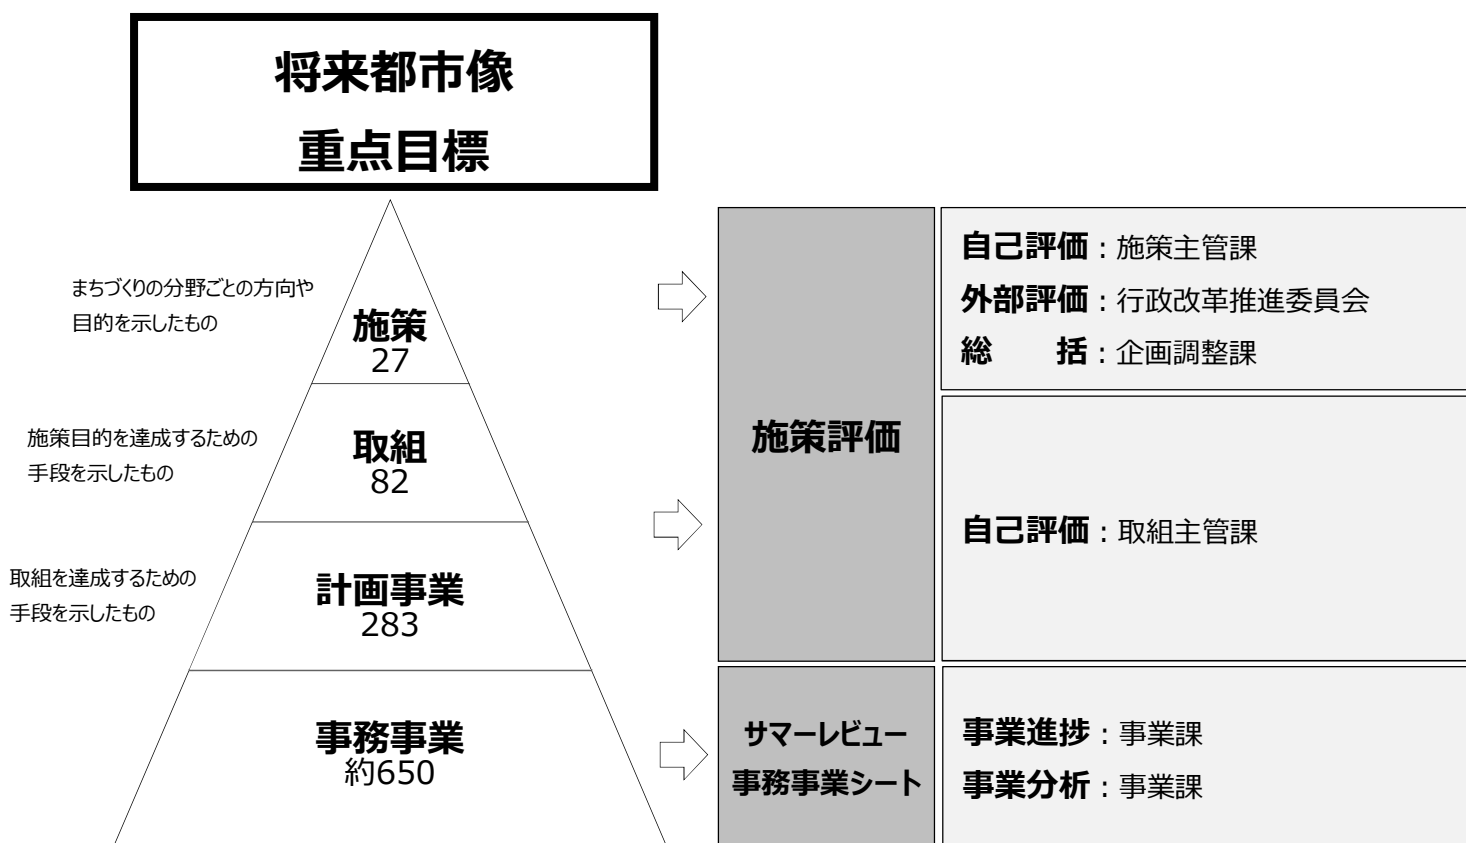 将来都市像
重点目標
まちづくりの分野ごとの方向や
目的を示したもの
施策
27
施策目的を達成するための
手段を示したもの
取組
82
取組を達成するための
手段を示したもの
計画事業
283
事務事業
約650
施策評価
自己評価：施策主管課
外部評価：行政改革推進委員会
総　　括：企画調整課
自己評価：取組主管課
サマーレビュー
事務事業シート
事業進捗：事業課
事業分析：事業課